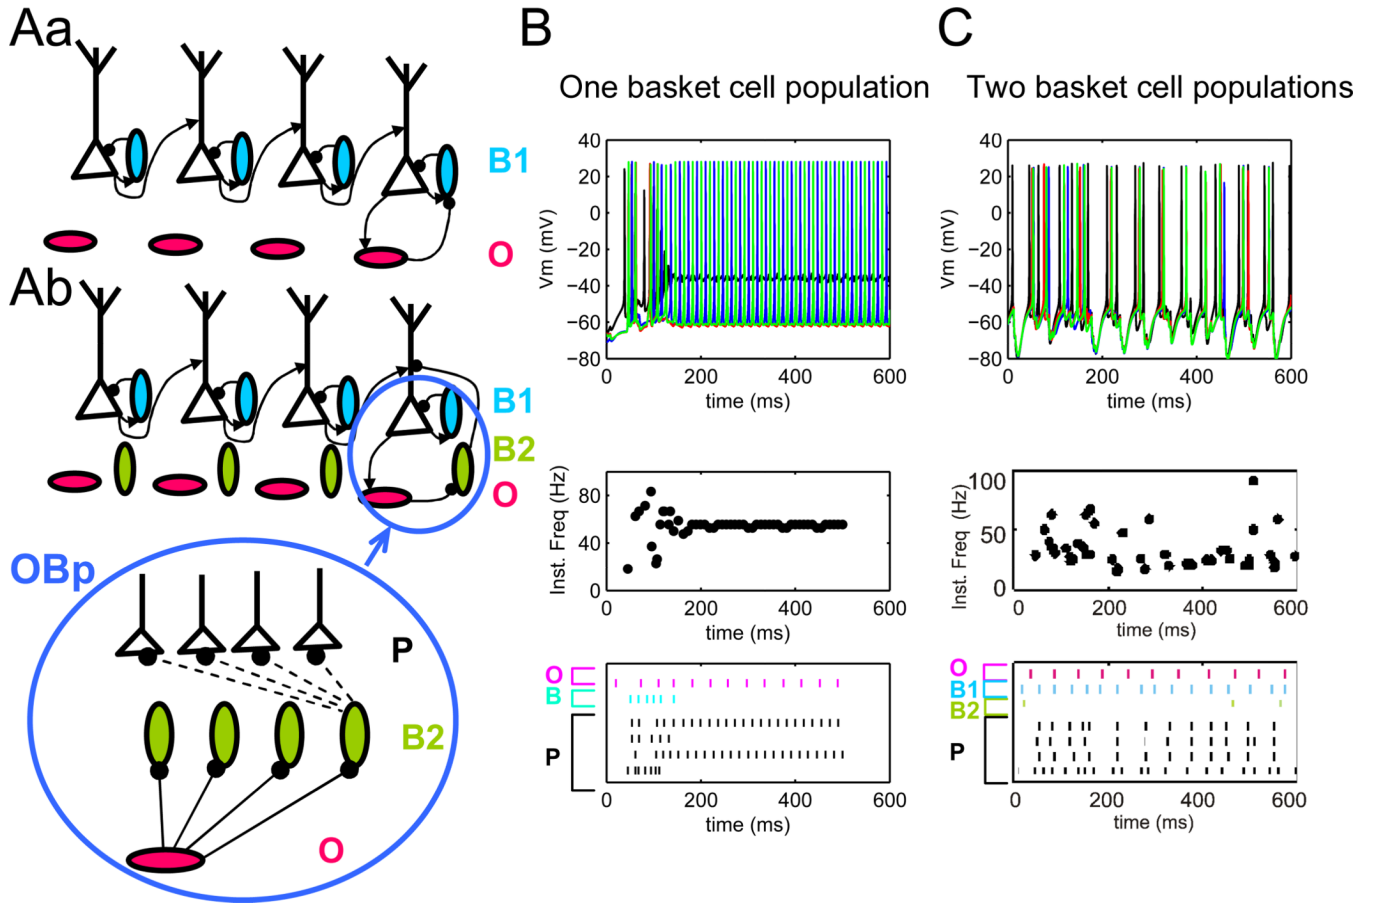 Aa
B1
O
Ab
B1
B2
O
OBp
P
B2
O
B
One basket cell population
Vm (mV)
40
20
0
−20
−40
−60
−80
0 200 400 600
time (ms)
Inst. Freq (Hz)
80
40
0
0 200 400 600
time (ms)
O
B
P
0 200 400 600
time (ms)
C
Two basket cell populations
Vm (mV)
40
20
0
−20
−40
−60
−80
0 200 400 600
time (ms)
Inst. Freq (Hz)
100
50
0
0 200 400 600
time (ms)
O
B1
B2
P
0 200 400 600
time (ms)